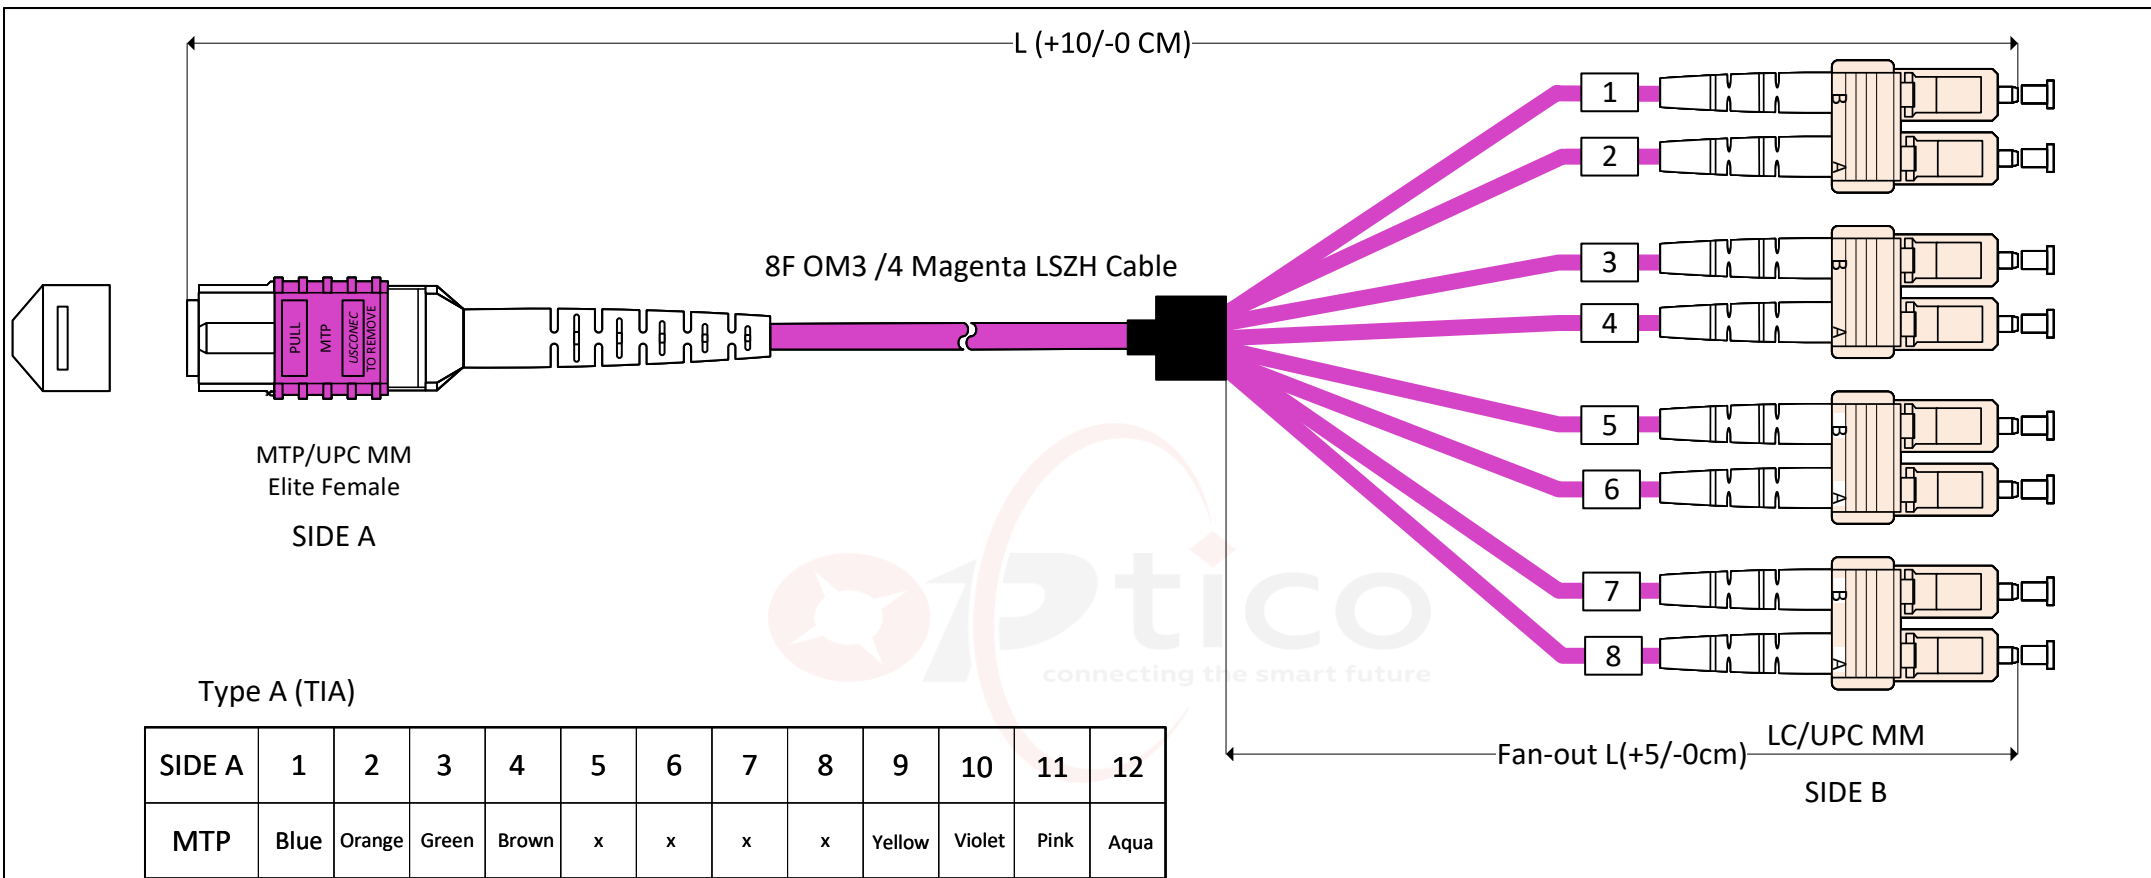 L (+10/-0 CM)
1
B
2
A
3
B
4
A
5
B
6
A
7
B
8
A
8F OM3 /4 Magenta LSZH Cable
PULL
MTP
USCONEC
TO REMOVE
MTP/UPC MM
Elite Female
SIDE A
OPtico
connecting the smart future
Fan-out L(+5/-0cm)
LC/UPC MM
SIDE B
Type A (TIA)
SIDE A 1 2 3 4 5 6 7 8 9 10 11 12
MTP Blue Orange Green Brown x x x x Yellow Violet Pink Aqua